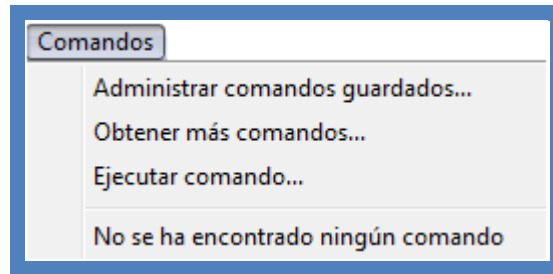 Comandos
Administrar comandos guardados...
Obtener más comandos...
Ejecutar comando...
No se ha encontrado ningún comando